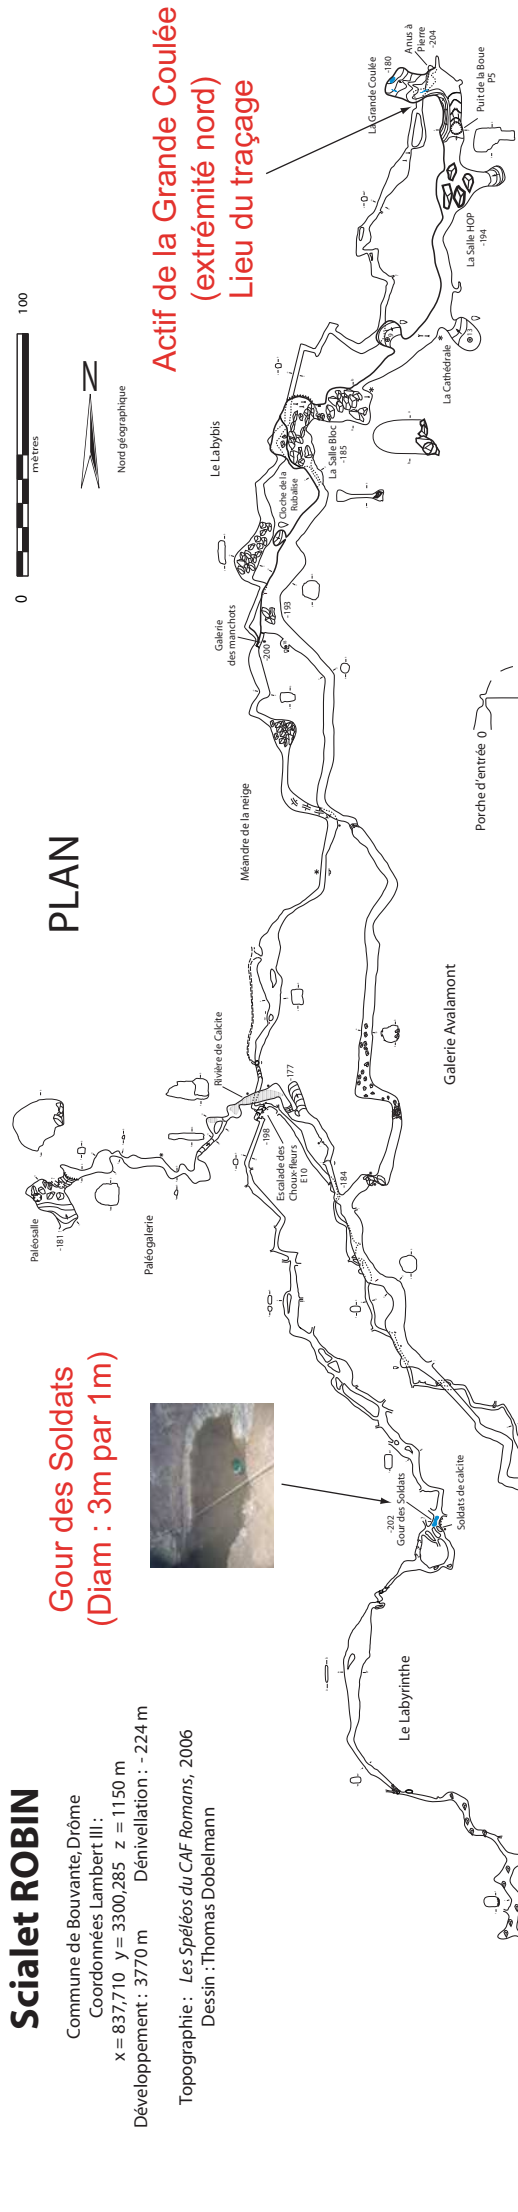 Scialet ROBIN
Commune de Bouvante, Drôme
Coordonnées Lambert III :
x = 837,710 y = 3300,285 z = 1150 m
Développement : 3770 m Dénivellation : - 224 m
Topographie : Les Spéléos du CAF Romans, 2006
Dessin : Thomas Dobelmann
Gour des Soldats
(Diam : 3m par 1m)
PLAN
0
100
mètres
N
Nord géographique
Actif de la Grande Coulée
(extrémité nord)
Lieu du traçage
Le Labyrinthe
-202
Gour des Soldats
Soldats de calcite
Paléosalle
-181
Paléogalerie
Rivière de Calcite
-198
Escalade des
Choux-fleurs
E10
-177
-184
Galerie Avalamont
Méandre de la neige
Galerie
des manchots
-200
-193
Le Labybis
Cloche de la
Rubalise
La Salle Bloc
-185
La Cathédrale
La Salle HOP
-194
La Grande Coulée
-180
Anus à
Pierre
-204
Puit de la Boue
P5
Porche d'entrée 0